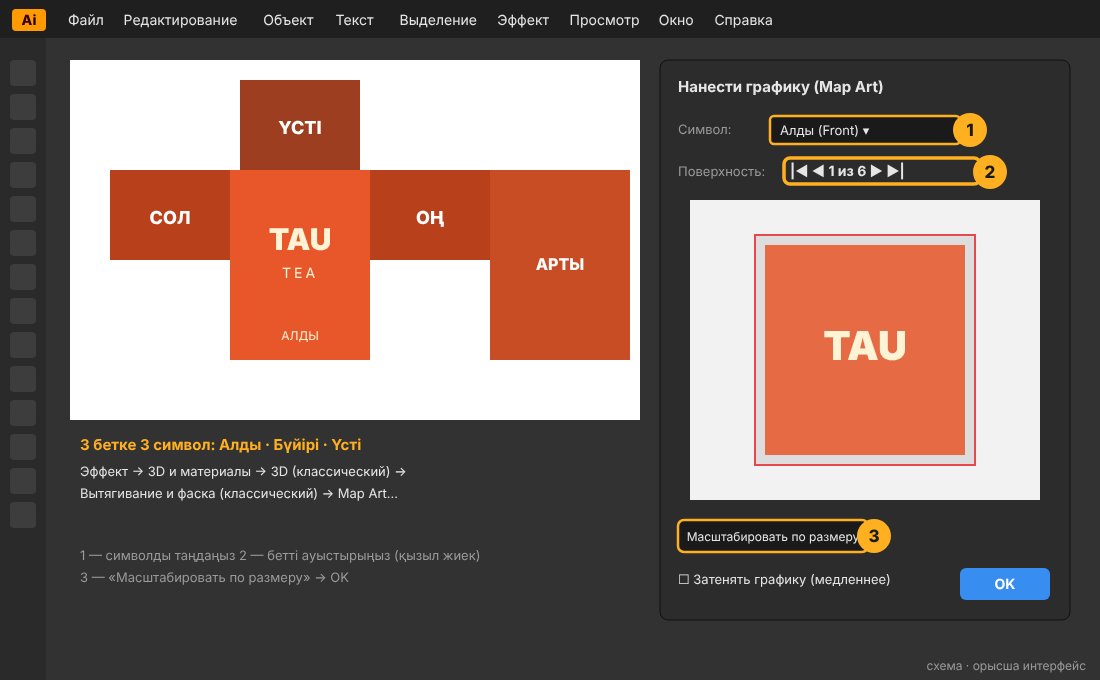 Ai Файл Редактирование Объект Текст Выделение Эффект Просмотр Окно Справка
ҮСТІ
СОЛ
TAU
TEA
АЛДЫ
ОҢ
АРТЫ
3 бетке 3 символ: Алды · Бүйірі · Үсті
Эффект → 3D и материалы → 3D (классический) →
Вытягивание и фаска (классический) → Map Art...
1 — символды таңдаңыз 2 — бетті ауыстырыңыз (қызыл жиек)
3 — «Масштабировать по размеру» → OK
Нанести графику (Map Art)
Символ: Алды (Front) ▾ 1
Поверхность: |◀ ◀ 1 из 6 ▶ ▶| 2
TAU
Масштабировать по размеру 3
☐ Затенять графику (медленнее)
OK
схема · орысша интерфейс